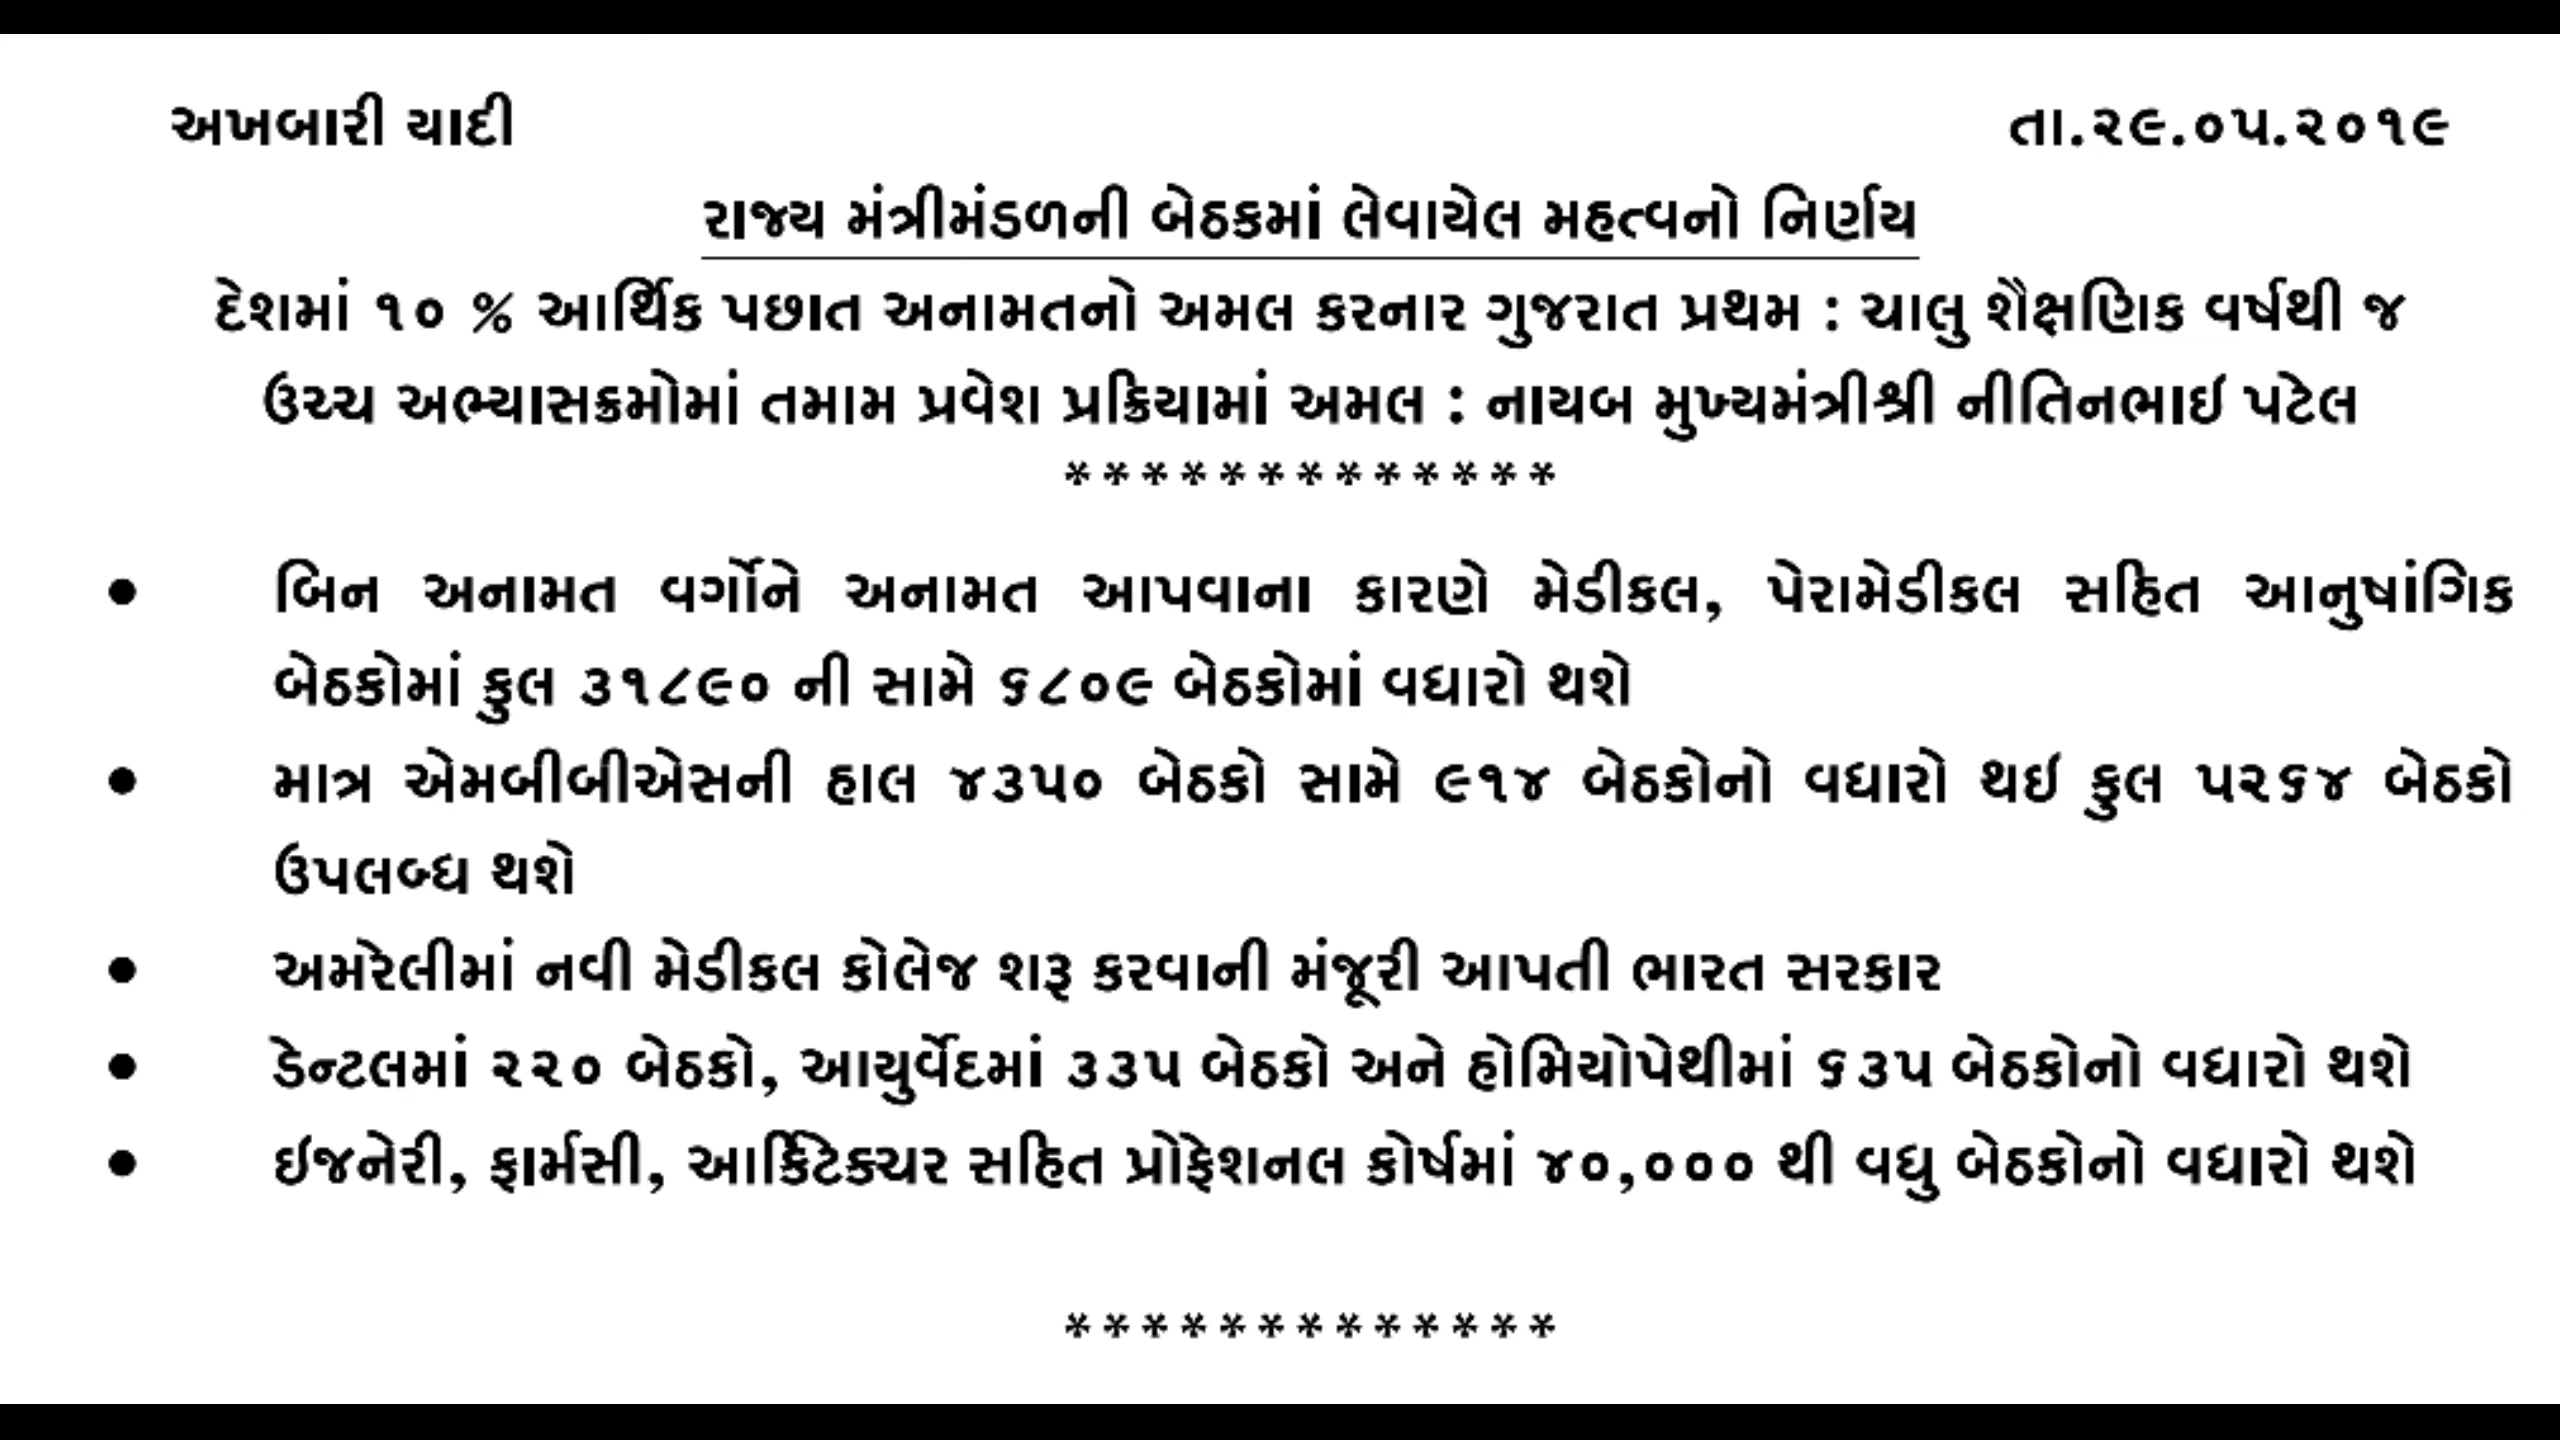 અખબારી યાદી તા.૨૯.૦૫.૨૦૧૯
રાજ્ય મંત્રીમંડળની બેઠકમાં લેવાયેલ મહત્વનો નિર્ણય
દેશમાં ૧૦ % આર્થિક પછાત અનામતનો અમલ કરનાર ગુજરાત પ્રથમ : ચાલુ શૈક્ષણિક વર્ષથી જ
ઉચ્ચ અભ્યાસક્રમોમાં તમામ પ્રવેશ પ્રક્રિયામાં અમલ : નાયબ મુખ્યમંત્રીશ્રી નીતિનભાઈ પટેલ
*************
• બિન અનામત વર્ગોને અનામત આપવાના કારણે મેડીકલ, પેરામેડીકલ સહિત આનુષાંગિક
બેઠકોમાં કુલ ૩૧૮૯૦ ની સામે ૬૮૦૯ બેઠકોમાં વધારો થશે
• માત્ર એમબીબીએસની હાલ ૪૩૫૦ બેઠકો સામે ૯૧૪ બેઠકોનો વધારો થઈ કુલ ૫૨૬૪ બેઠકો
ઉપલબ્ધ થશે
• અમરેલીમાં નવી મેડીકલ કોલેજ શરૂ કરવાની મંજૂરી આપતી ભારત સરકાર
• ડેન્ટલમાં ૨૨૦ બેઠકો, આયુર્વેદમાં ૩૩૫ બેઠકો અને હોમિયોપેથીમાં ૬૩૫ બેઠકોનો વધારો થશે
• ઈજનેરી, ફાર્મસી, આર્કિટેક્ચર સહિત પ્રોફેશનલ કોર્ષમાં ૪૦,૦૦૦ થી વધુ બેઠકોનો વધારો થશે
*************